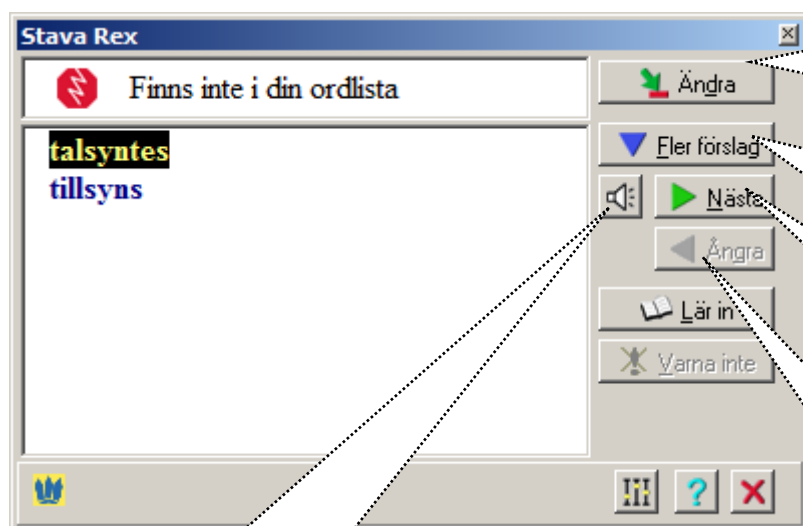 Stava Rex
Finns inte i din ordlista
Ändra
talsyntes
Fler förslag
tillsyns
Nästa
Ångra
Lär in
Varna inte